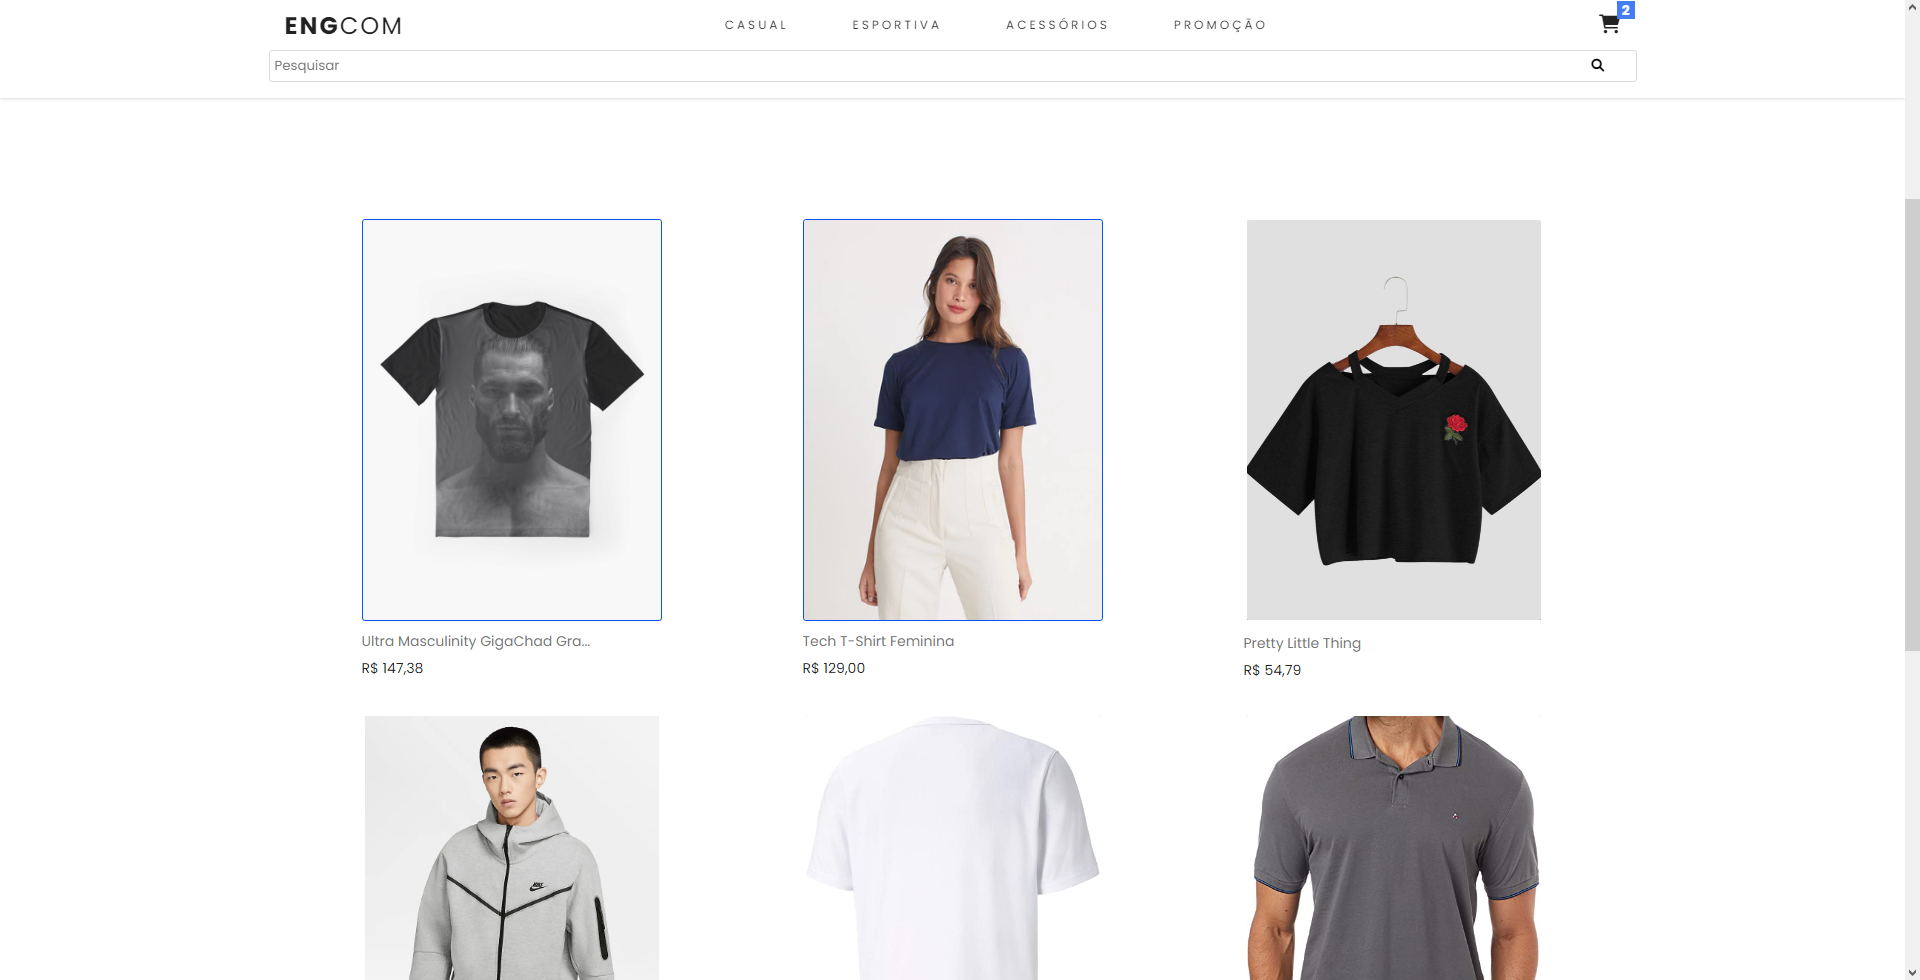 ENGCOM
CASUAL
ESPORTIVA
ACESSÓRIOS
PROMOÇÃO
2
Pesquisar
Ultra Masculinity GigaChad Gra...
R$ 147,38
Tech T-Shirt Feminina
R$ 129,00
Pretty Little Thing
R$ 54,79
NIKE